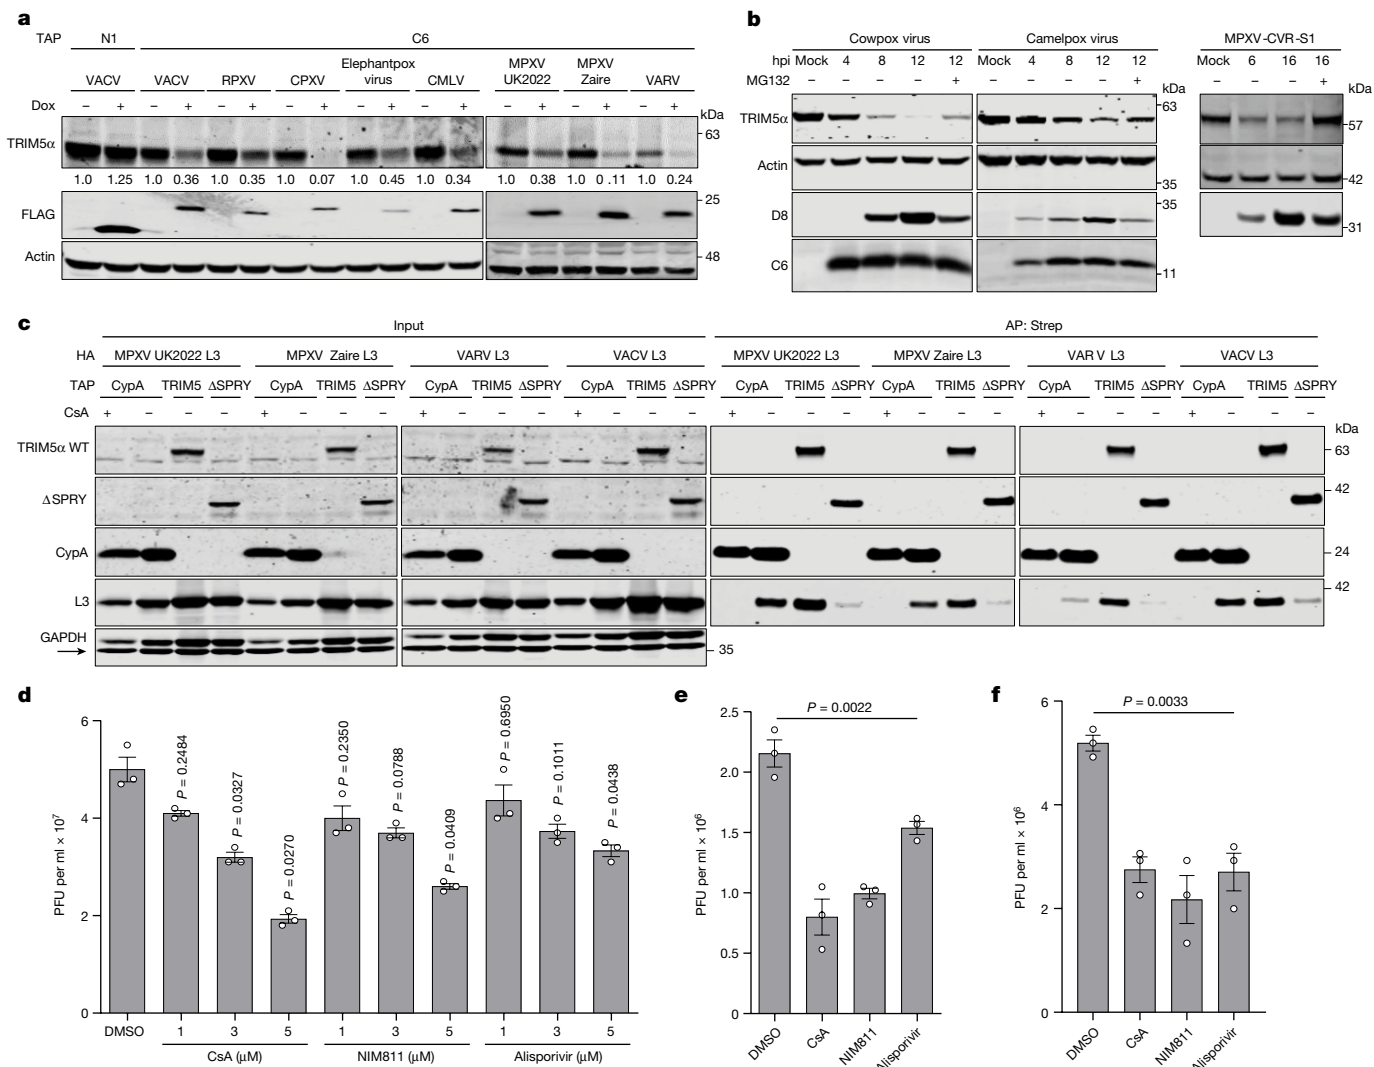 a
TAP N1 C6
VACV VACV RPXV CPXV Elephantpox virus CMLV MPXV UK2022 MPXV Zaire VARV
Dox – + – + – + – + – + – + – + – + – + kDa
TRIM5α 63
1.0 1.25 1.0 0.36 1.0 0.35 1.0 0.07 1.0 0.45 1.0 0.34 1.0 0.38 1.0 0 .11 1.0 0.24
FLAG 25
Actin 48
b
Cowpox virus Camelpox virus MPXV-CVR-S1
hpi Mock 4 8 12 12 Mock 4 8 12 12 Mock 6 16 16
MG132 – – – – + – – – – + – – – +
kDa kDa
TRIM5α 63 57
Actin 35 42
D8 35 31
C6 11
c
Input AP: Strep
HA MPXV UK2022 L3 MPXV Zaire L3 VARV L3 VACV L3 MPXV UK2022 L3 MPXV Zaire L3 VAR V L3 VACV L3
TAP CypA TRIM5 ΔSPRY CypA TRIM5 ΔSPRY CypA TRIM5 ΔSPRY CypA TRIM5 ΔSPRY CypA TRIM5 ΔSPRY CypA TRIM5 ΔSPRY CypA TRIM5 ΔSPRY CypA TRIM5 ΔSPRY
CsA + – – – + – – – + – – – + – – – + – – – + – – – + – – – + – – –
kDa
TRIM5α WT 63
ΔSPRY 42
CypA 24
L3 42
GAPDH 35
d
PFU per ml × 10⁷
6
4
2
0
P = 0.2484
P = 0.0327
P = 0.0270
P = 0.2350
P = 0.0788
P = 0.0409
P = 0.6950
P = 0.1011
P = 0.0438
DMSO 1 3 5 1 3 5 1 3 5
CsA (μM) NIM811 (μM) Alisporivir (μM)
e
P = 0.0022
PFU per ml × 10⁶
2.5
2.0
1.5
1.0
0.5
0
DMSO CsA NIM811 Alisporivir
f
P = 0.0033
PFU per ml × 10⁶
6
4
2
0
DMSO CsA NIM811 Alisporivir